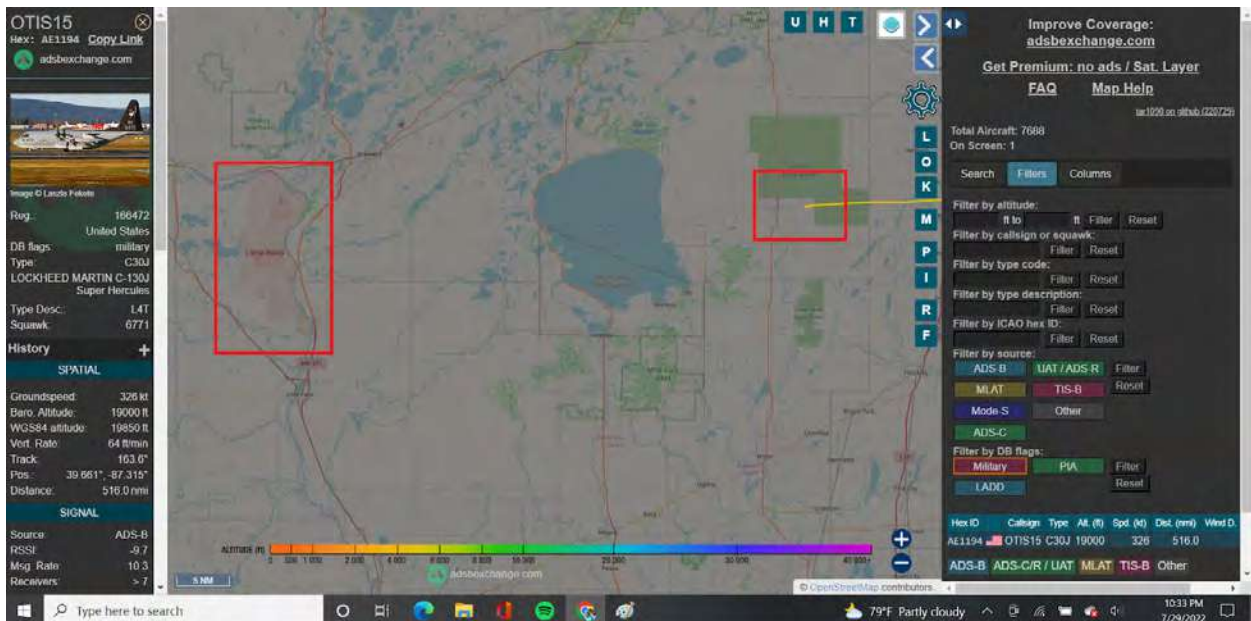 OTIS15
Hex: AE1194 Copy Link
adsbexchange.com
Reg.: 166472
United States
DB flags: military
Type: C30J
LOCKHEED MARTIN C-130J
Super Hercules
Type Desc.: L4T
Squawk: 6771
History +
SPATIAL
Groundspeed: 326 kt
Baro. Altitude: 19000 ft
WGS84 altitude: 19850 ft
Vert. Rate: 64 ft/min
Track: 163.6°
Pos.: 39.661°, -87.315°
Distance: 516.0 nmi
SIGNAL
Source: ADS-B
RSSI: -9.7
Msg. Rate: 10.3
Receivers: > 7
U H T
L
O
K
M
P
I
R
F
ALTITUDE (ft)
5 NM
adsbexchange.com
© OpenStreetMap contributors.
Improve Coverage:
adsbexchange.com
Get Premium: no ads / Sat. Layer
FAQ Map Help
tar1090 on github (220729)
Total Aircraft: 7668
On Screen: 1
Search Filters Columns
Filter by altitude:
ft to ft Filter Reset
Filter by callsign or squawk:
Filter Reset
Filter by type code:
Filter Reset
Filter by type description:
Filter Reset
Filter by ICAO hex ID:
Filter Reset
Filter by source:
ADS-B UAT / ADS-R Filter
MLAT TIS-B Reset
Mode-S Other
ADS-C
Filter by DB flags:
Military PIA Filter
LADD Reset
Hex ID Callsign Type Alt. (ft) Spd. (kt) Dist. (nmi) Wind D.
AE1194 OTIS15 C30J 19000 326 516.0
ADS-B ADS-C/R / UAT MLAT TIS-B Other
Type here to search
79°F Partly cloudy
10:33 PM
7/29/2022